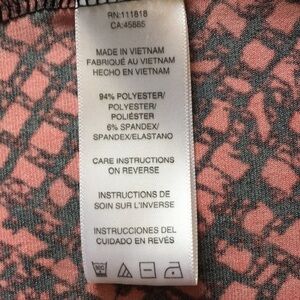 RN:111818
CA:45665
MADE IN VIETNAM
FABRIQUÉ AU VIETNAM
HECHO EN VIETNAM
94% POLYESTER/
POLYESTER/
POLIÉSTER
6% SPANDEX/
SPANDEX/ELASTANO
CARE INSTRUCTIONS
ON REVERSE
INSTRUCTIONS DE
SOIN SUR L'INVERSE
INSTRUCCIONES DEL
CUIDADO EN REVÉS